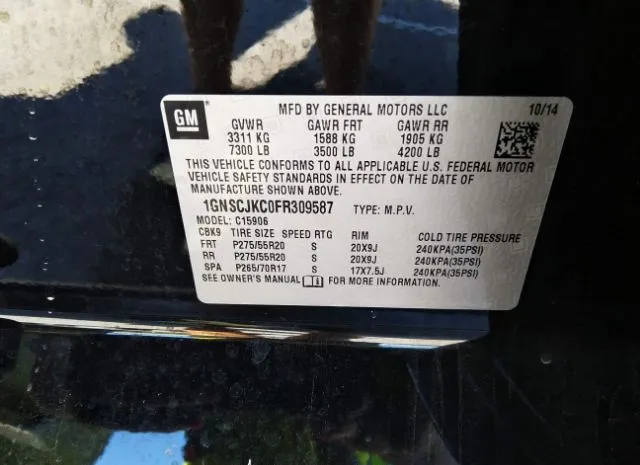 GM
MFD BY GENERAL MOTORS LLC 10/14
GVWR GAWR FRT GAWR RR
3311 KG 1588 KG 1905 KG
7300 LB 3500 LB 4200 LB
THIS VEHICLE CONFORMS TO ALL APPLICABLE U.S. FEDERAL MOTOR
VEHICLE SAFETY STANDARDS IN EFFECT ON THE DATE OF
MANUFACTURE SHOWN ABOVE.
1GNSCJKC0FR309587 TYPE: M.P.V.
MODEL: C15906
CBK9 TIRE SIZE SPEED RTG RIM COLD TIRE PRESSURE
FRT P275/55R20 S 20X9J 240KPA(35PSI)
RR P275/55R20 S 20X9J 240KPA(35PSI)
SPA P265/70R17 S 17X7.5J 240KPA(35PSI)
SEE OWNER'S MANUAL FOR MORE INFORMATION.